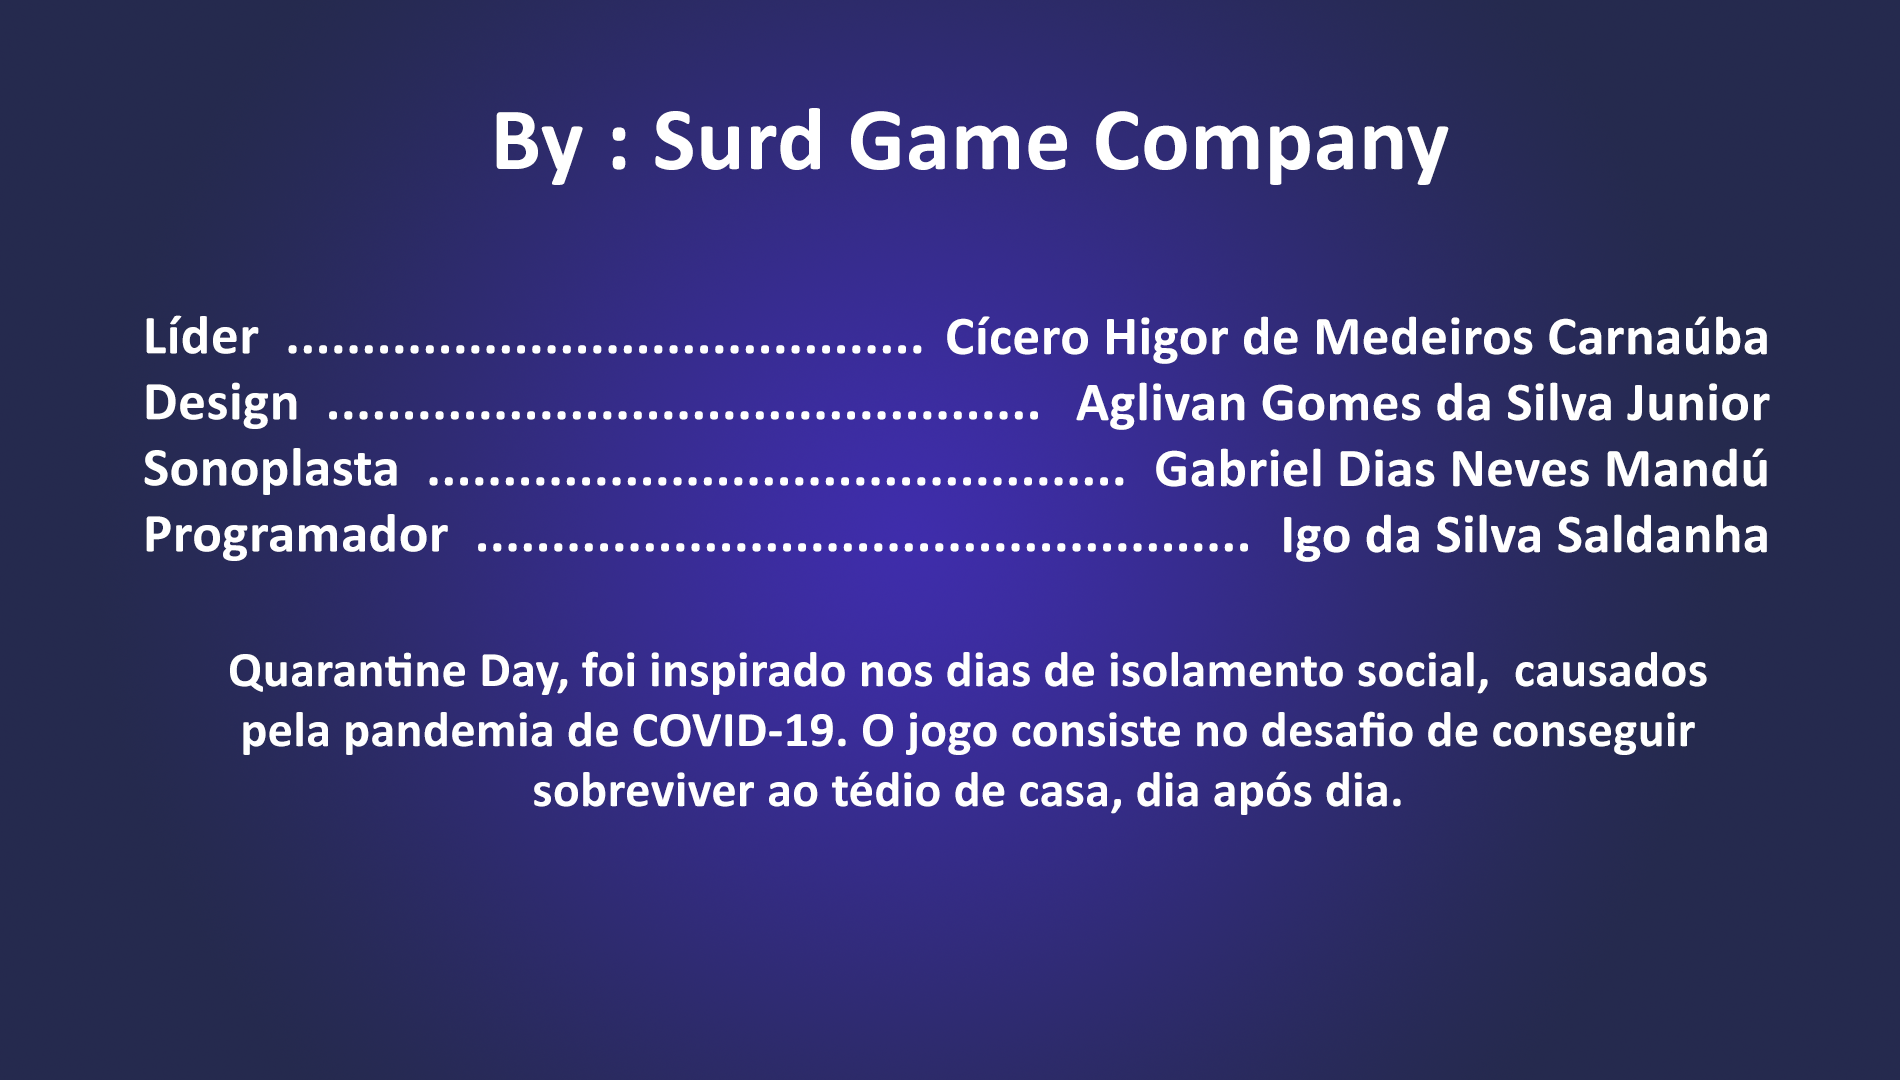 By : Surd Game Company
Líder .......................................... Cícero Higor de Medeiros Carnaúba
Design ............................................... Aglivan Gomes da Silva Junior
Sonoplasta .............................................. Gabriel Dias Neves Mandú
Programador ................................................... Igo da Silva Saldanha
Quarantine Day, foi inspirado nos dias de isolamento social,  causados
pela pandemia de COVID-19. O jogo consiste no desafio de conseguir
sobreviver ao tédio de casa, dia após dia.